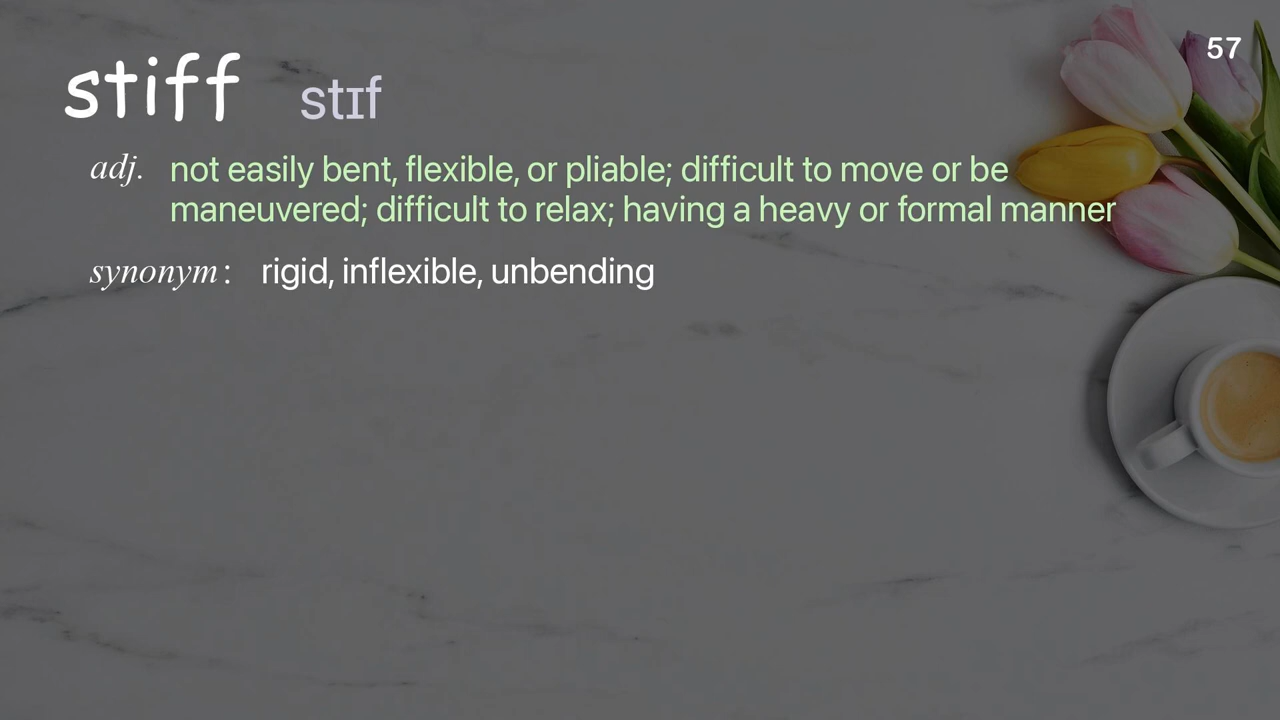 57
stiff stɪf
adj. not easily bent, flexible, or pliable; difficult to move or be
maneuvered; difficult to relax; having a heavy or formal manner
synonym: rigid, inflexible, unbending